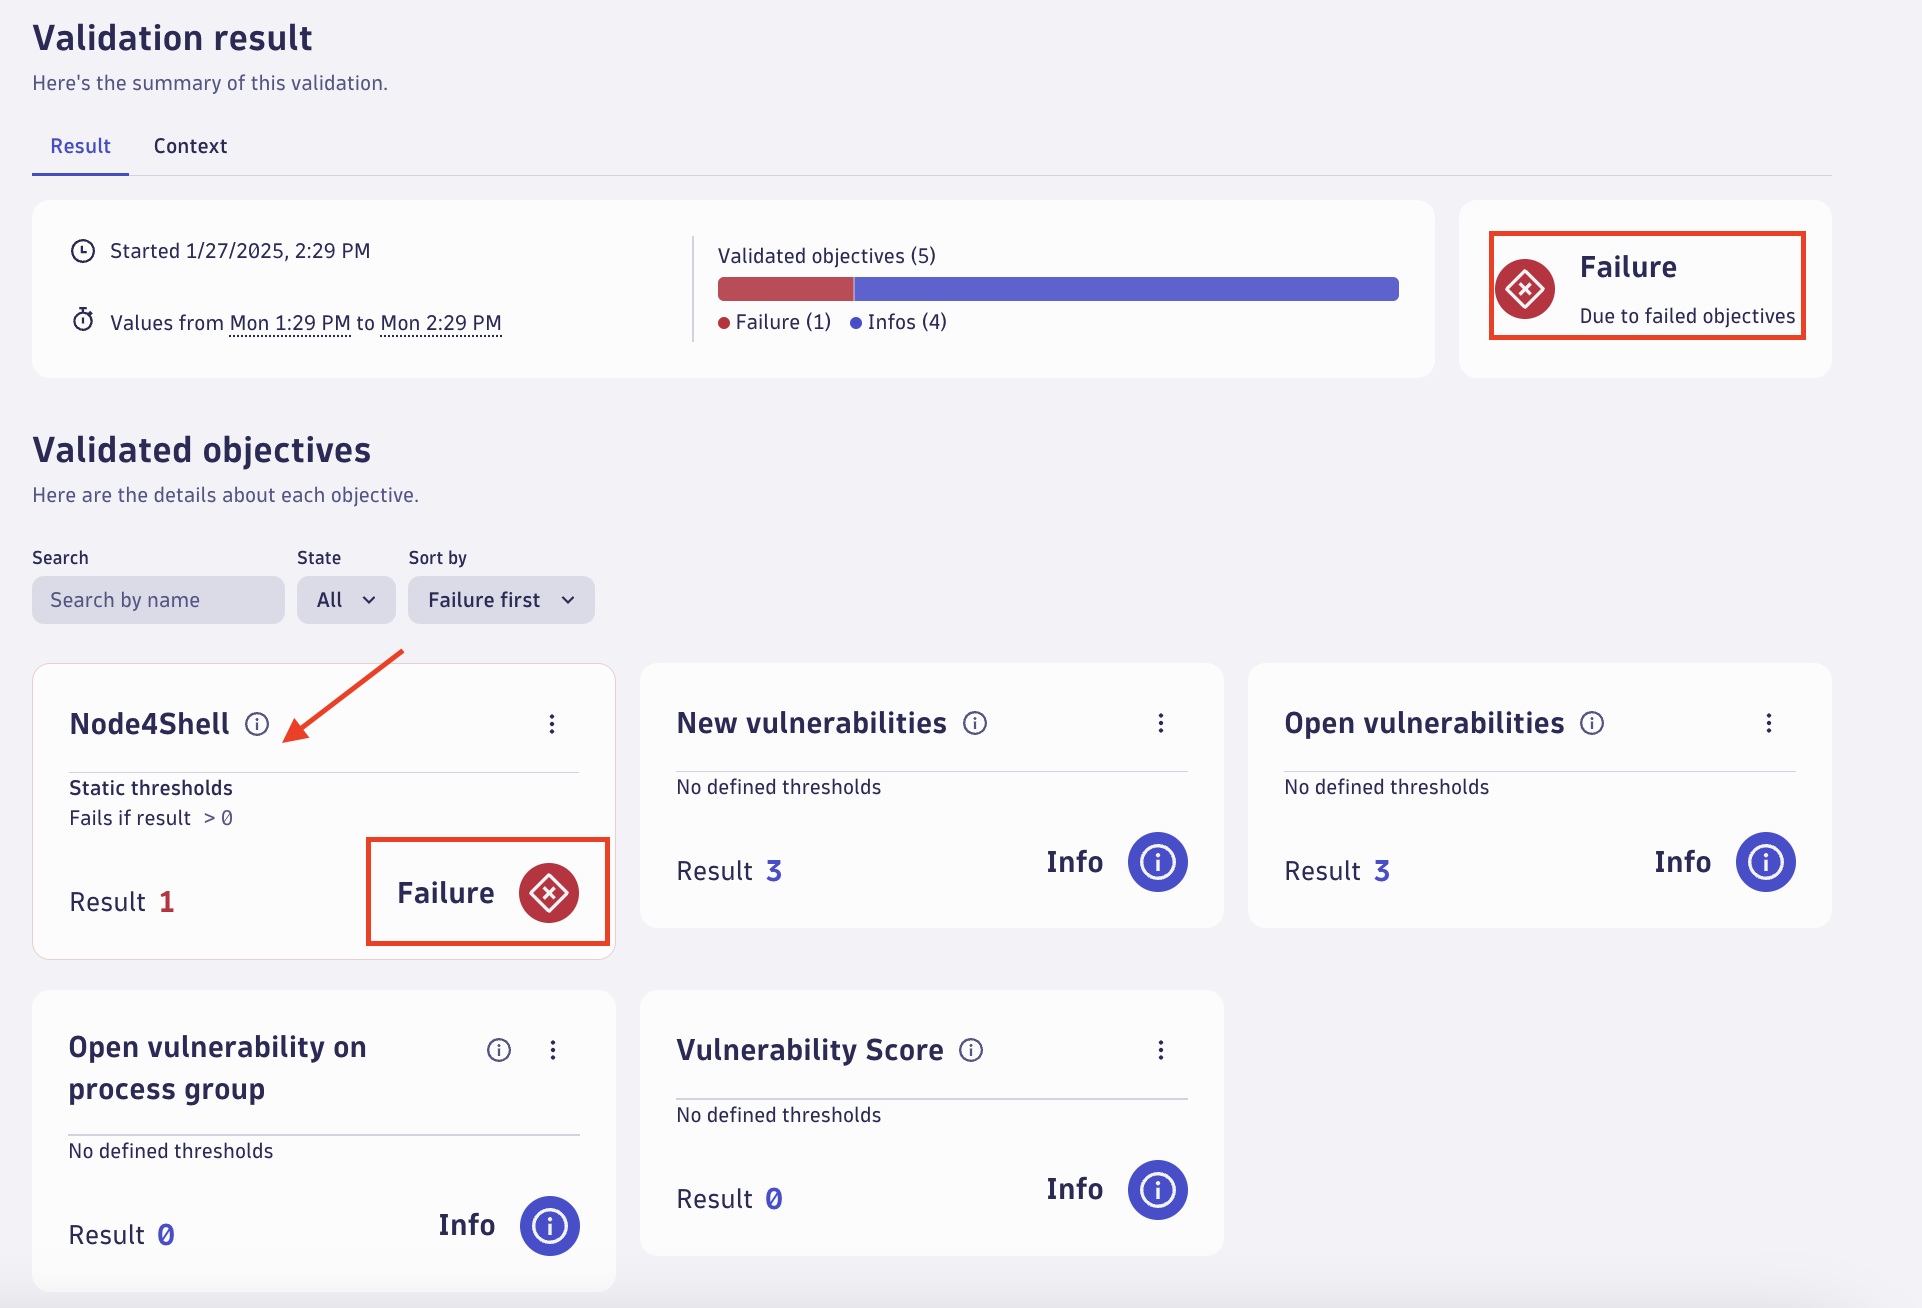 Validation result
Here's the summary of this validation.
Result Context
Started 1/27/2025, 2:29 PM
Values from Mon 1:29 PM to Mon 2:29 PM
Validated objectives (5)
Failure (1) Infos (4)
Failure
Due to failed objectives
Validated objectives
Here are the details about each objective.
Search State Sort by
Search by name All Failure first
Node4Shell
Static thresholds
Fails if result > 0
Result 1 Failure
New vulnerabilities
No defined thresholds
Result 3 Info
Open vulnerabilities
No defined thresholds
Result 3 Info
Open vulnerability on
process group
No defined thresholds
Result 0 Info
Vulnerability Score
No defined thresholds
Result 0 Info